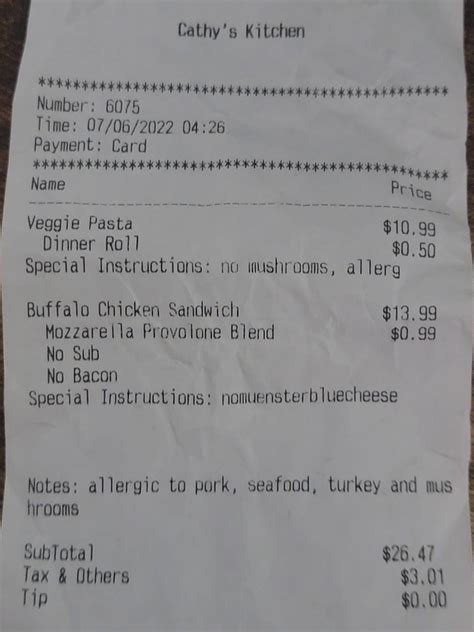 Cathy's Kitchen
***********************************************
Number: 6075
Time: 07/06/2022 04:26
Payment: Card
***********************************************
Name Price
-----------------------------------------------
Veggie Pasta $10.99
Dinner Roll $0.50
Special Instructions: no mushrooms, allerg
Buffalo Chicken Sandwich $13.99
Mozzarella Provolone Blend $0.99
No Sub
No Bacon
Special Instructions: nomuensterbluecheese
Notes: allergic to pork, seafood, turkey and mus
hrooms
SubTotal $26.47
Tax & Others $3.01
Tip $0.00